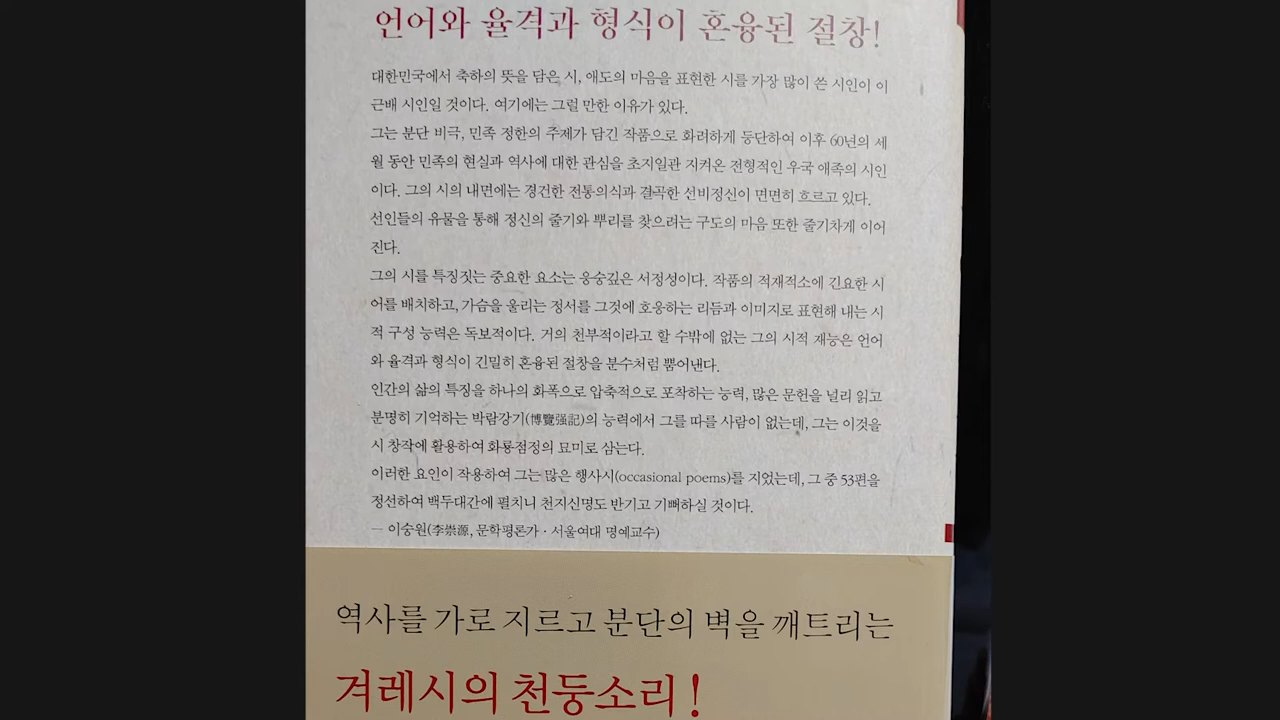 언어와 율격과 형식이 혼융된 절창!
대한민국에서 축하의 뜻을 담은 시, 애도의 마음을 표현한 시를 가장 많이 쓴 시인이 이
근배 시인일 것이다. 여기에는 그럴 만한 이유가 있다.
그는 분단 비극, 민족 정한의 주제가 담긴 작품으로 화려하게 등단하여 이후 60년의 세
월 동안 민족의 현실과 역사에 대한 관심을 초지일관 지켜온 전형적인 우국 애족의 시인
이다. 그의 시의 내면에는 경건한 전통의식과 결곡한 선비정신이 면면히 흐르고 있다.
선인들의 유물을 통해 정신의 줄기와 뿌리를 찾으려는 구도의 마음 또한 줄기차게 이어
진다.
그의 시를 특징짓는 중요한 요소는 웅숭깊은 서정성이다. 작품의 적재적소에 긴요한 시
어를 배치하고, 가슴을 울리는 정서를 그것에 호응하는 리듬과 이미지로 표현해 내는 시
적 구성 능력은 독보적이다. 거의 천부적이라고 할 수밖에 없는 그의 시적 재능은 언어
와 율격과 형식이 긴밀히 혼융된 절창을 분수처럼 뿜어낸다.
인간의 삶의 특징을 하나의 화폭으로 압축적으로 포착하는 능력, 많은 문헌을 널리 읽고
분명히 기억하는 박람강기(博覽强記)의 능력에서 그를 따를 사람이 없는데, 그는 이것을
시 창작에 활용하여 화룡점정의 묘미로 삼는다.
이러한 요인이 작용하여 그는 많은 행사시(occasional poems)를 지었는데, 그 중 53편을
정선하여 백두대간에 펼치니 천지신명도 반기고 기뻐하실 것이다.
— 이숭원(李崇源, 문학평론가 · 서울여대 명예교수)
역사를 가로 지르고 분단의 벽을 깨트리는
겨레시의 천둥소리!